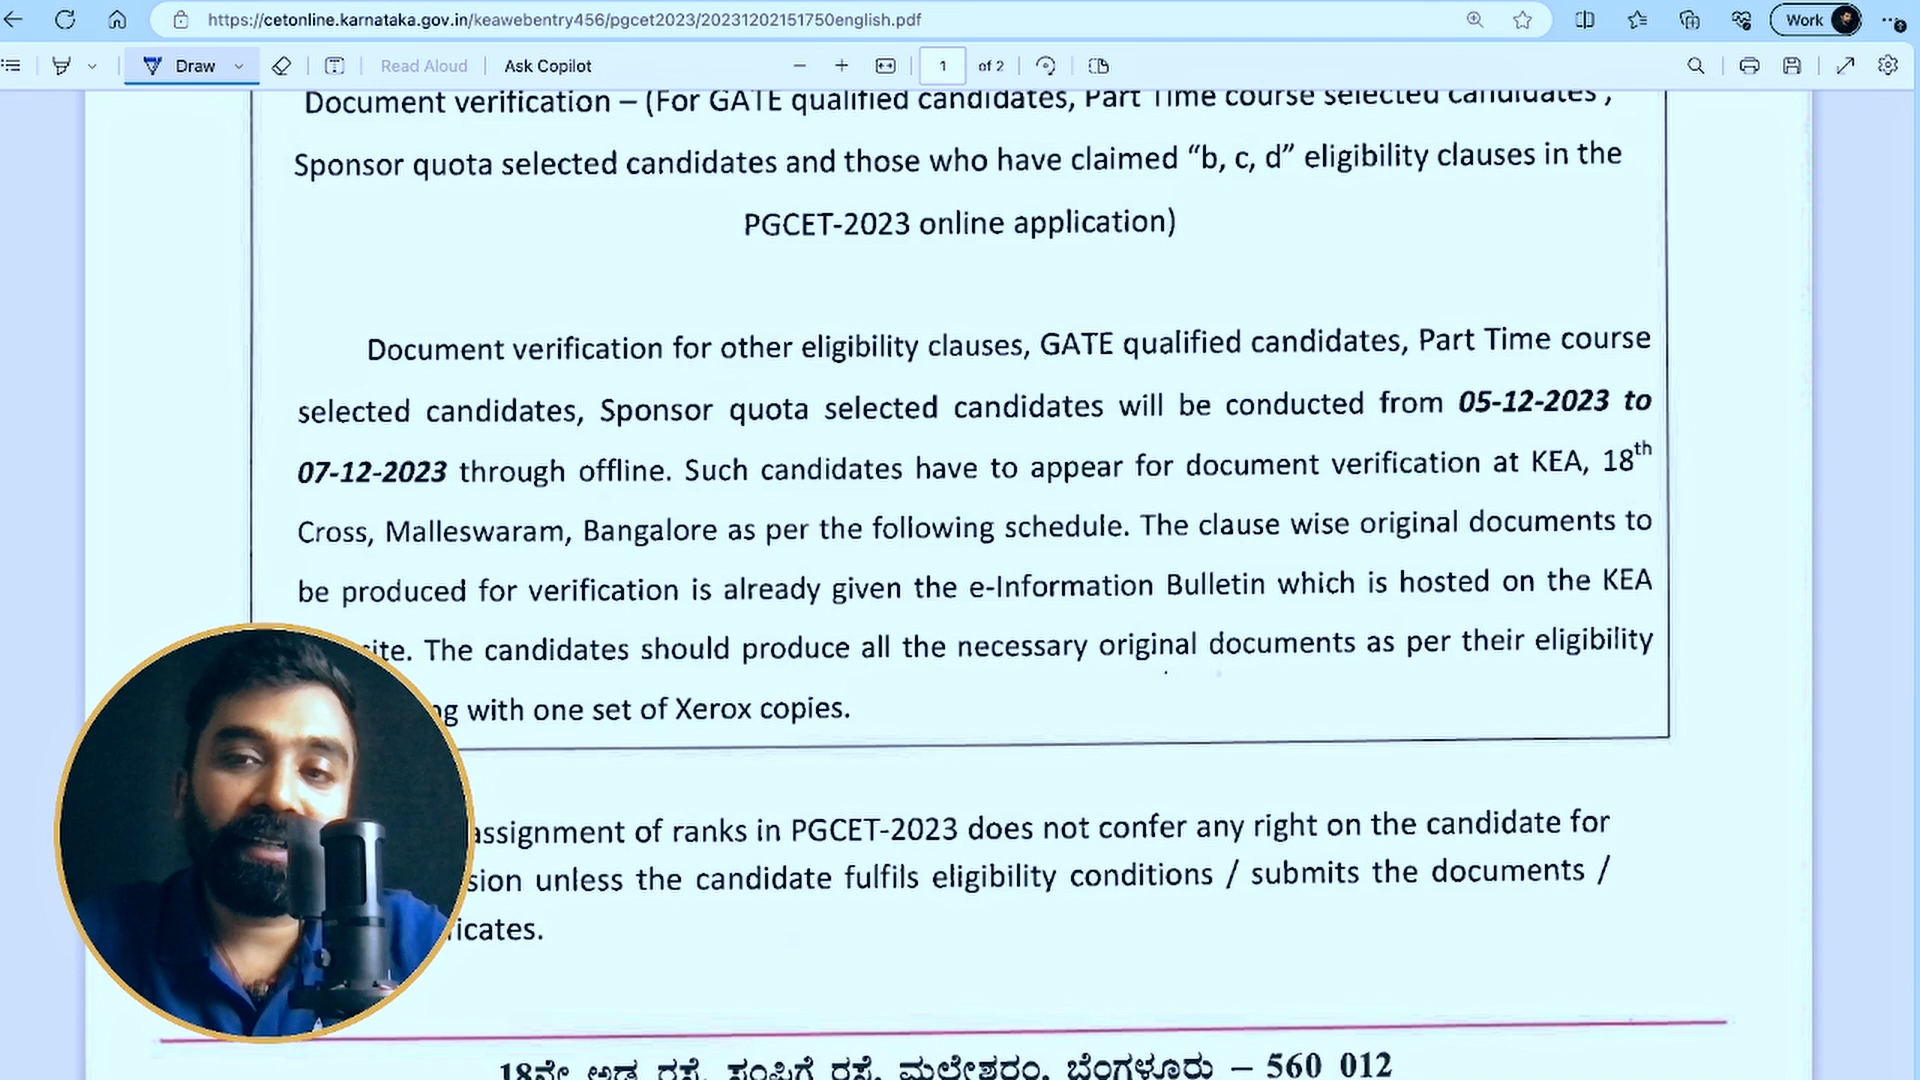 https://cetonline.karnataka.gov.in/keawebentry456/pgcet2023/20231202151750english.pdf
Work
Draw
Read Aloud
Ask Copilot
1
of 2
Document verification – (For GATE qualified candidates, Part Time course selected candidates ,
Sponsor quota selected candidates and those who have claimed “b, c, d” eligibility clauses in the
PGCET-2023 online application)
Document verification for other eligibility clauses, GATE qualified candidates, Part Time course
selected candidates, Sponsor quota selected candidates will be conducted from 05-12-2023 to
07-12-2023 through offline. Such candidates have to appear for document verification at KEA, 18th
Cross, Malleswaram, Bangalore as per the following schedule. The clause wise original documents to
be produced for verification is already given the e-Information Bulletin which is hosted on the KEA
ite. The candidates should produce all the necessary original documents as per their eligibility
g with one set of Xerox copies.
assignment of ranks in PGCET-2023 does not confer any right on the candidate for
sion unless the candidate fulfils eligibility conditions / submits the documents /
icates.
18ನೇ ಅಡ್ಡ ರಸ್ತೆ, ಸಂಪಿಗೆ ರಸ್ತೆ, ಮಲ್ಲೇಶ್ವರಂ, ಬೆಂಗಳೂರು – 560 012